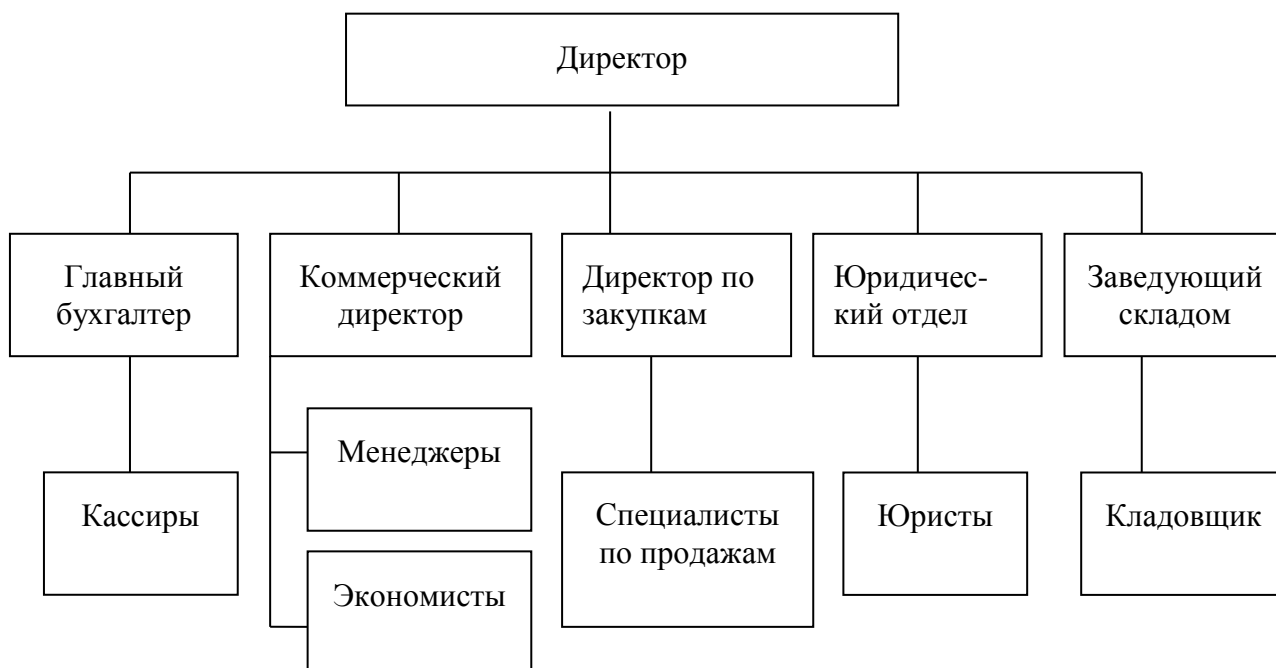 Директор
Главный
бухгалтер
Коммерческий
директор
Директор по
закупкам
Юридичес-
кий отдел
Заведующий
складом
Менеджеры
Кассиры
Специалисты
по продажам
Юристы
Кладовщик
Экономисты